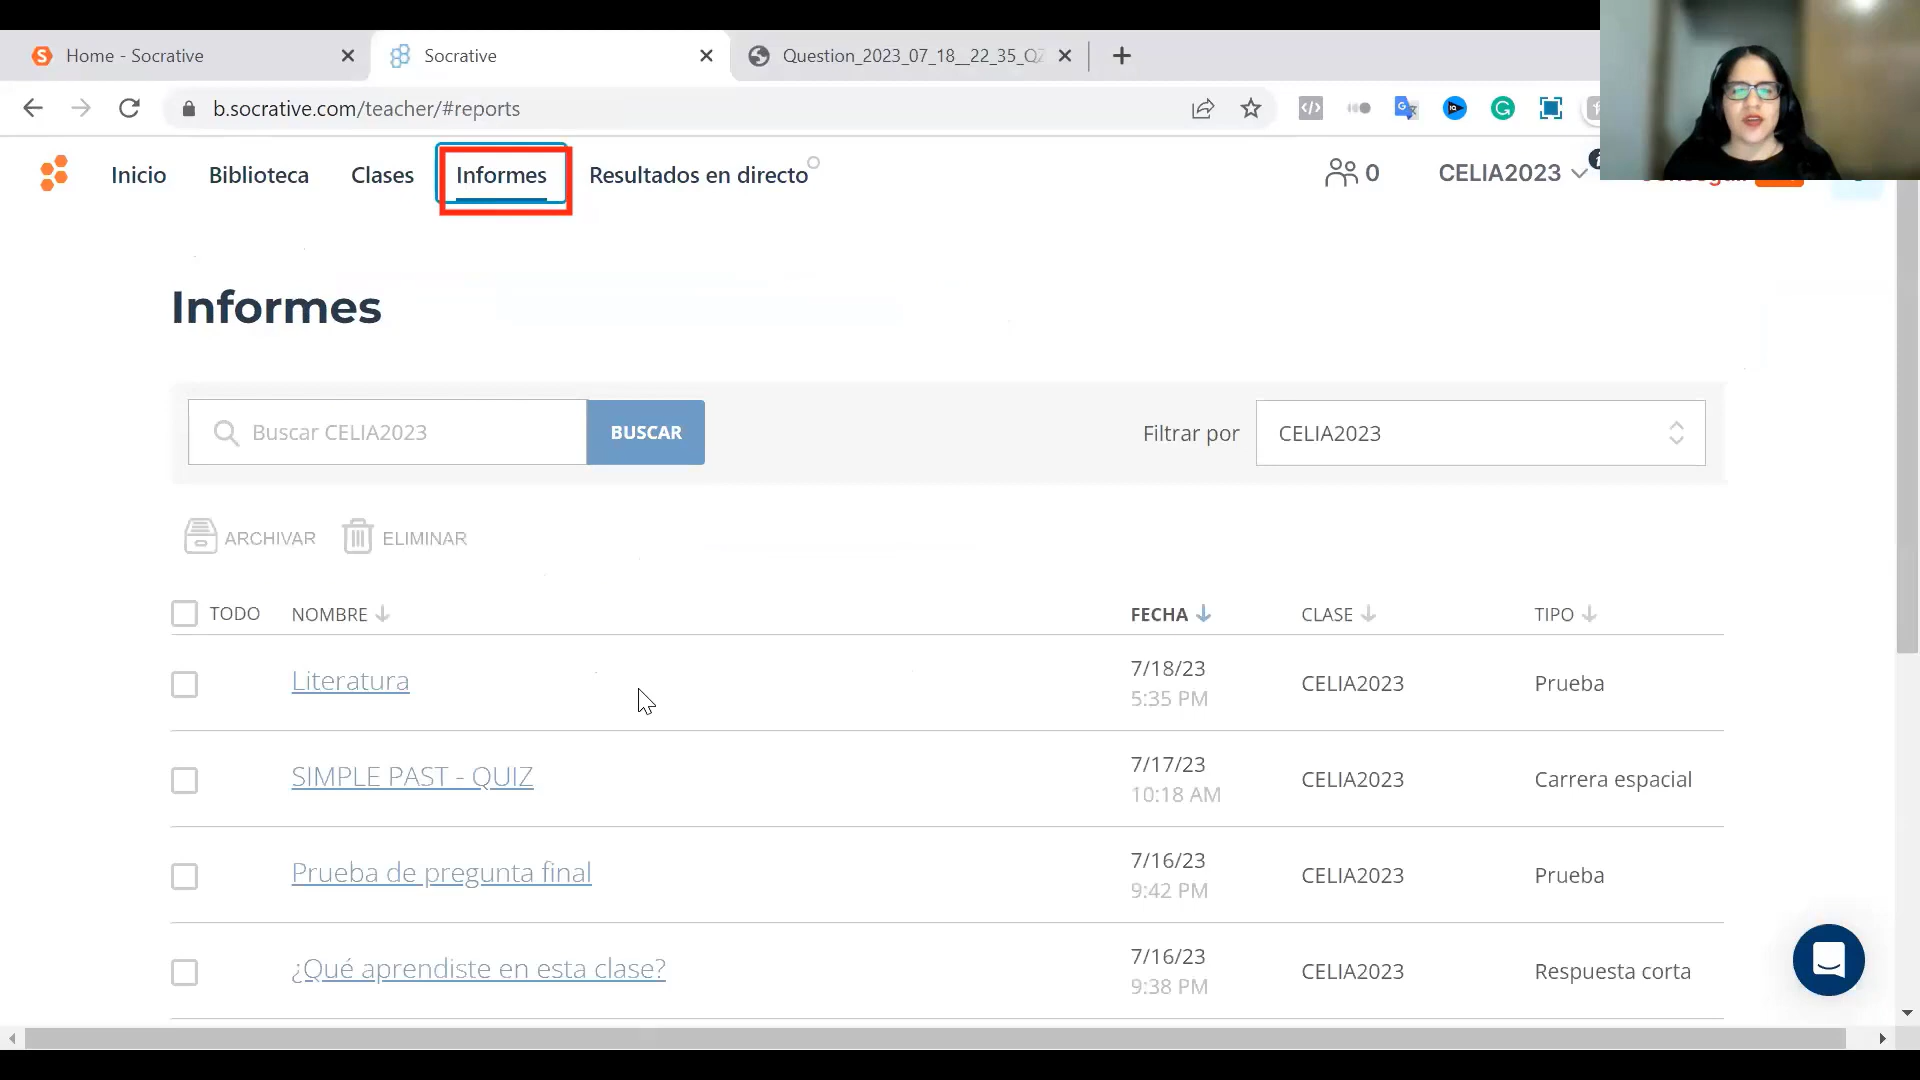 Home - Socrative
Socrative
Question_2023_07_18__22_35_QZ
b.socrative.com/teacher/#reports
Inicio
Biblioteca
Clases
Informes
Resultados en directo
0
CELIA2023
Informes
Buscar CELIA2023
BUSCAR
Filtrar por
CELIA2023
ARCHIVAR
ELIMINAR
TODO
NOMBRE
FECHA
CLASE
TIPO
Literatura
7/18/23
5:35 PM
CELIA2023
Prueba
SIMPLE PAST - QUIZ
7/17/23
10:18 AM
CELIA2023
Carrera espacial
Prueba de pregunta final
7/16/23
9:42 PM
CELIA2023
Prueba
¿Qué aprendiste en esta clase?
7/16/23
9:38 PM
CELIA2023
Respuesta corta